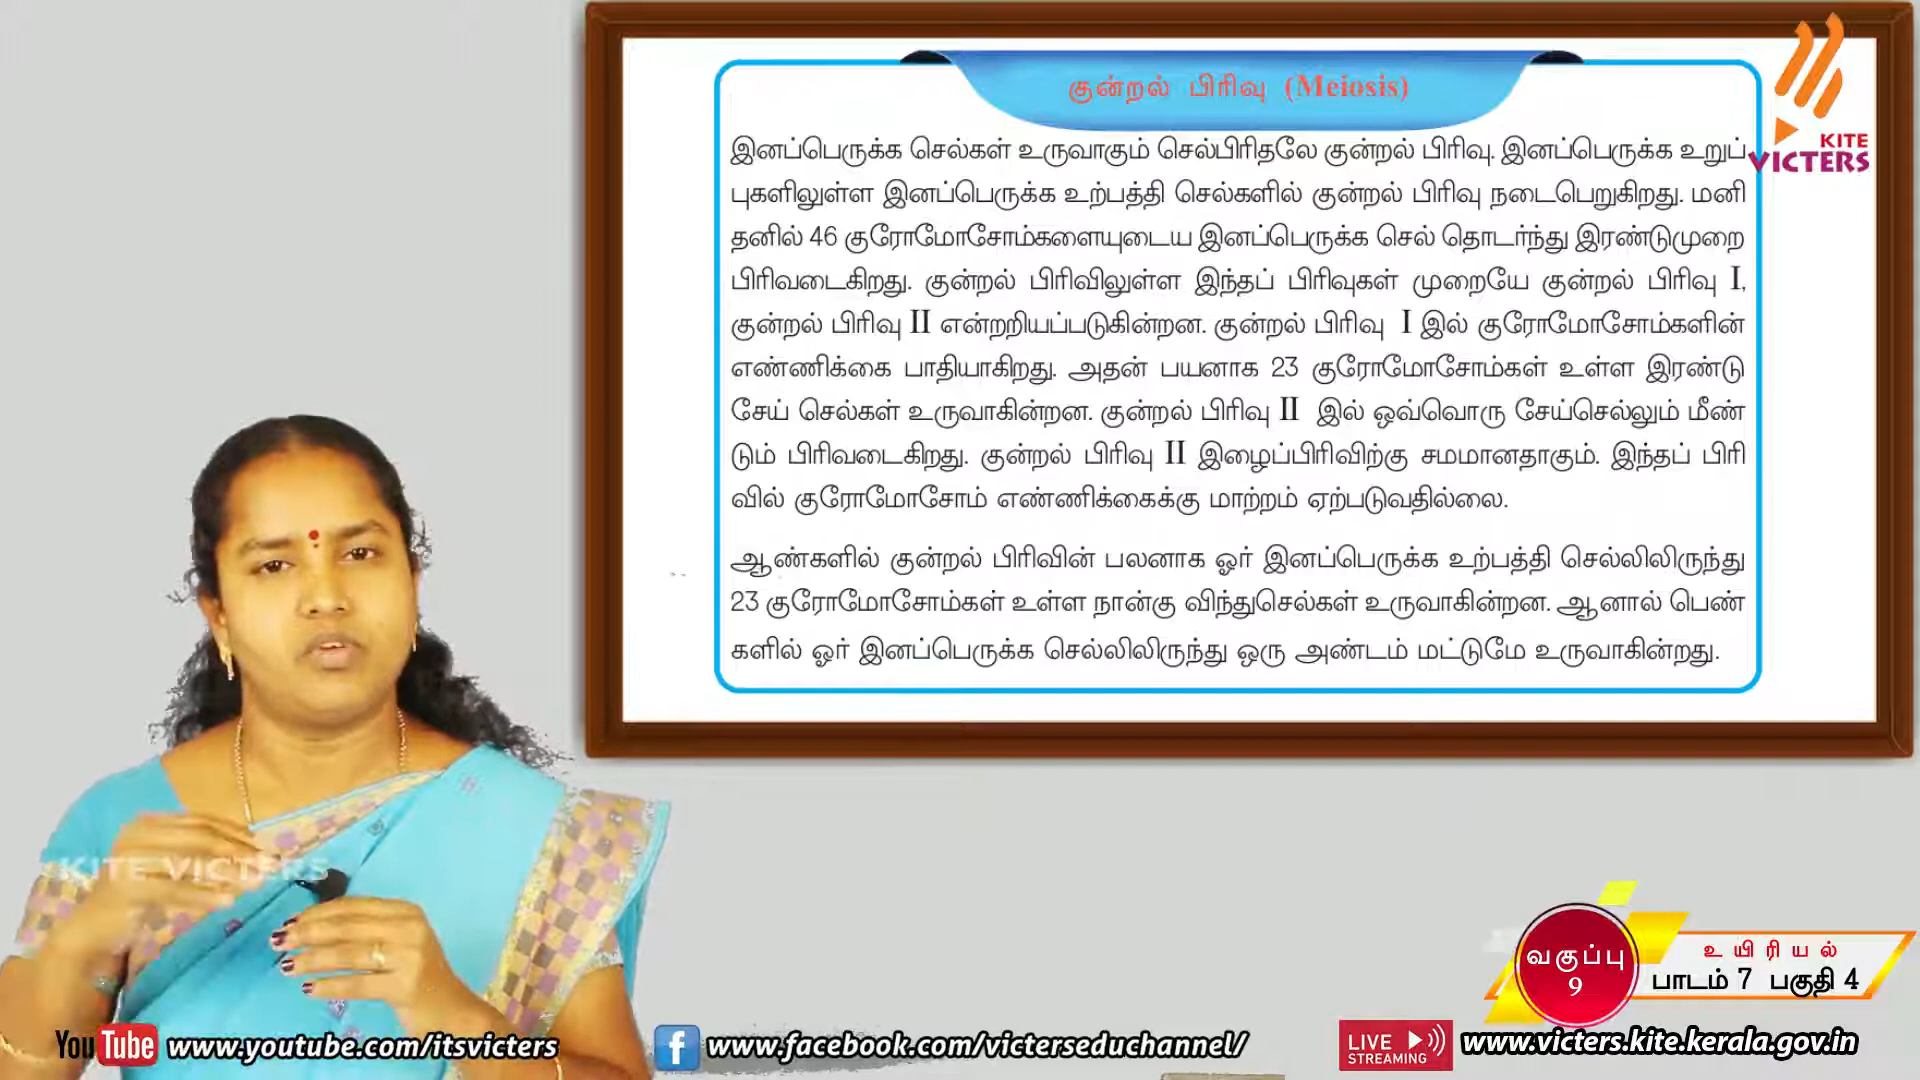 குன்றல் பிரிவு (Meiosis)
இனப்பெருக்க செல்கள் உருவாகும் செல்பிரிதலே குன்றல் பிரிவு. இனப்பெருக்க உறுப்
புகளிலுள்ள இனப்பெருக்க உற்பத்தி செல்களில் குன்றல் பிரிவு நடைபெறுகிறது. மனி
தனில் 46 குரோமோசோம்களையுடைய இனப்பெருக்க செல் தொடர்ந்து இரண்டுமுறை
பிரிவடைகிறது. குன்றல் பிரிவிலுள்ள இந்தப் பிரிவுகள் முறையே குன்றல் பிரிவு I,
குன்றல் பிரிவு II என்றறியப்படுகின்றன. குன்றல் பிரிவு I இல் குரோமோசோம்களின்
எண்ணிக்கை பாதியாகிறது. அதன் பயனாக 23 குரோமோசோம்கள் உள்ள இரண்டு
சேய் செல்கள் உருவாகின்றன. குன்றல் பிரிவு II இல் ஒவ்வொரு சேய்செல்லும் மீண்
டும் பிரிவடைகிறது. குன்றல் பிரிவு II இழைப்பிரிவிற்கு சமமானதாகும். இந்தப் பிரி
வில் குரோமோசோம் எண்ணிக்கைக்கு மாற்றம் ஏற்படுவதில்லை.
ஆண்களில் குன்றல் பிரிவின் பலனாக ஓர் இனப்பெருக்க உற்பத்தி செல்லிலிருந்து
23 குரோமோசோம்கள் உள்ள நான்கு விந்துசெல்கள் உருவாகின்றன. ஆனால் பெண்
களில் ஓர் இனப்பெருக்க செல்லிலிருந்து ஒரு அண்டம் மட்டுமே உருவாகின்றது.
KITE
VICTERS
KITE VICTERS
வகுப்பு
9
உயிரியல்
பாடம் 7 பகுதி 4
YouTube www.youtube.com/itsvicters
f www.facebook.com/victerseduchannel/
LIVE
STREAMING
www.victers.kite.kerala.gov.in